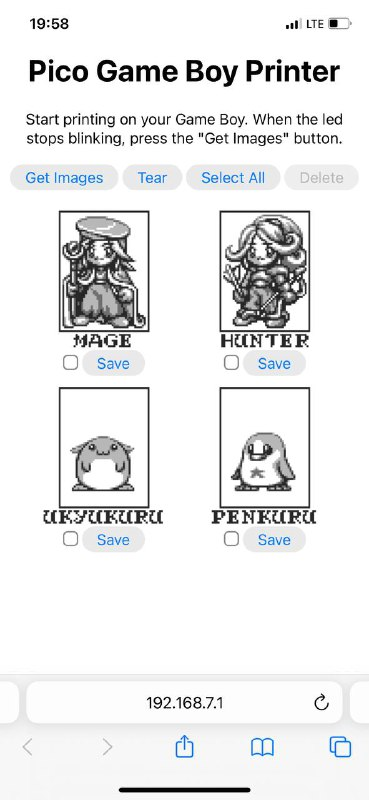 19:58
LTE
Pico Game Boy Printer
Start printing on your Game Boy. When the led
stops blinking, press the "Get Images" button.
Get Images Tear Select All Delete
MAGE HUNTER
Save Save
UKYUKURU PENKURU
Save Save
192.168.7.1